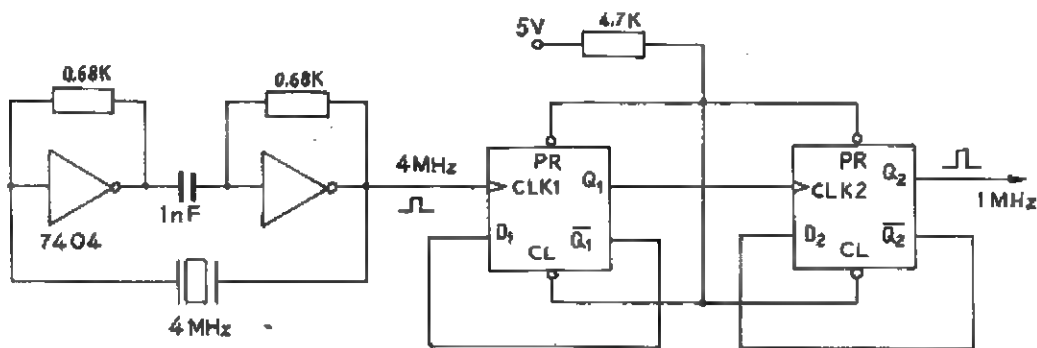 5V
4.7K
0.68K
0.68K
1nF
7404
4MHz
4MHz
PR
CLK1
Q1
D1
Q1
CL
PR
CLK2
Q2
D2
Q2
CL
1MHz